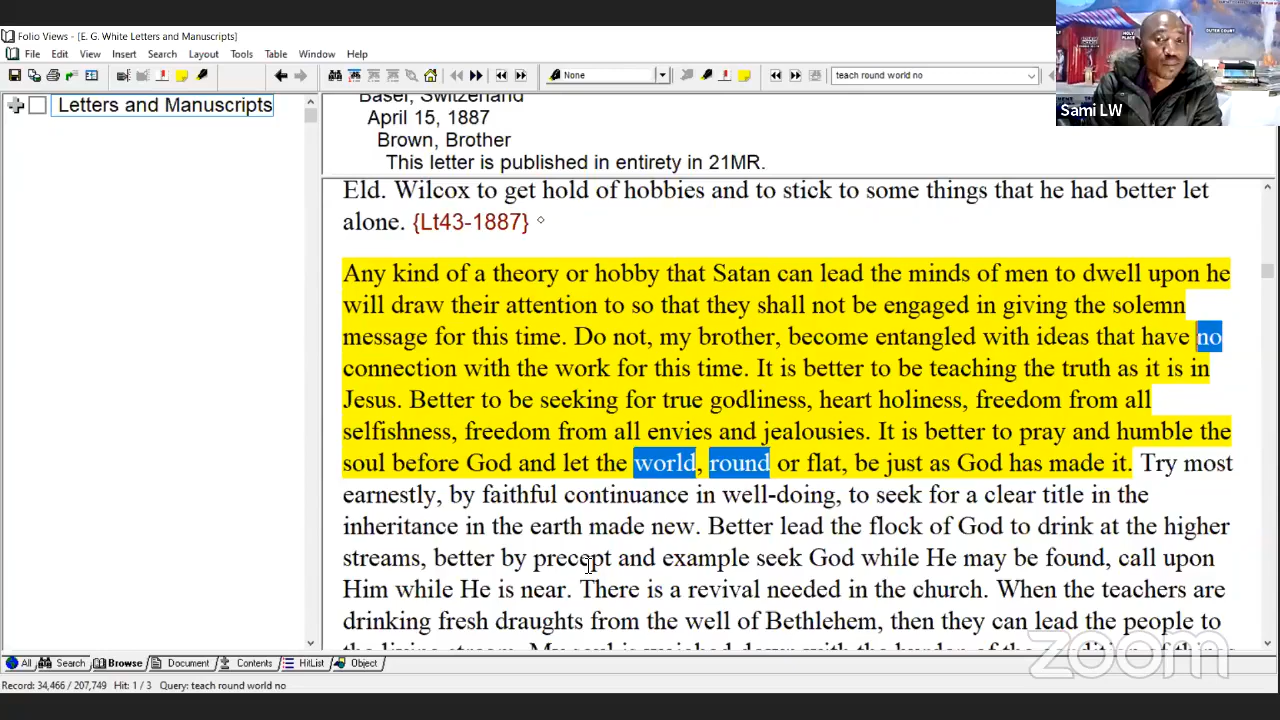 Folio Views - [E. G. White Letters and Manuscripts]
File Edit View Insert Search Layout Tools Table Window Help
None
teach round world no
Letters and Manuscripts
Basel, Switzerland
April 15, 1887
Brown, Brother
This letter is published in entirety in 21MR.
Eld. Wilcox to get hold of hobbies and to stick to some things that he had better let
alone. {Lt43-1887}
Any kind of a theory or hobby that Satan can lead the minds of men to dwell upon he
will draw their attention to so that they shall not be engaged in giving the solemn
message for this time. Do not, my brother, become entangled with ideas that have no
connection with the work for this time. It is better to be teaching the truth as it is in
Jesus. Better to be seeking for true godliness, heart holiness, freedom from all
selfishness, freedom from all envies and jealousies. It is better to pray and humble the
soul before God and let the world, round or flat, be just as God has made it. Try most
earnestly, by faithful continuance in well-doing, to seek for a clear title in the
inheritance in the earth made new. Better lead the flock of God to drink at the higher
streams, better by precept and example seek God while He may be found, call upon
Him while He is near. There is a revival needed in the church. When the teachers are
drinking fresh draughts from the well of Bethlehem, then they can lead the people to
All Search Browse Document Contents HitList Object
Record: 34,466 / 207,749 Hit: 1 / 3 Query: teach round world no
HOLY
PLACE
OUTER COURT
Sami LW
zoom